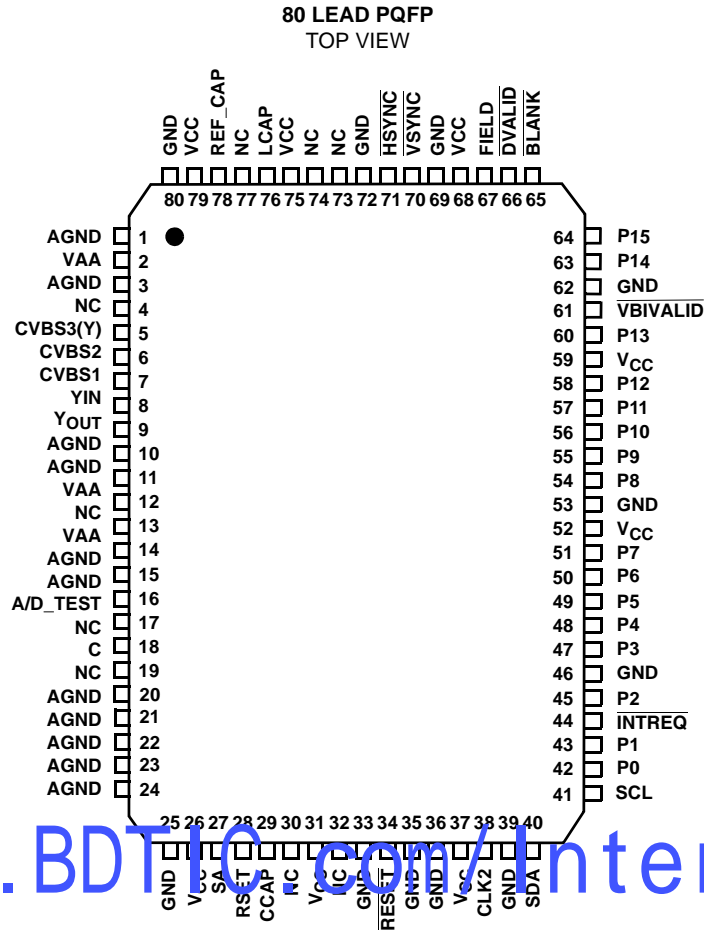 80 LEAD PQFP
TOP VIEW
GND
VCC
REF_CAP
NC
LCAP
VCC
NC
NC
GND
HSYNC
VSYNC
GND
VCC
FIELD
DVALID
BLANK
80 79 78 77 76 75 74 73 72 71 70 69 68 67 66 65
AGND 1
VAA 2
AGND 3
NC 4
CVBS3(Y) 5
CVBS2 6
CVBS1 7
YIN 8
YOUT 9
AGND 10
AGND 11
VAA 12
NC 13
VAA 14
AGND 15
AGND 16
A/D_TEST 17
NC 18
C 19
NC 20
AGND 21
AGND 22
AGND 23
AGND 24
AGND
64 P15
63 P14
62 GND
61 VBIVALID
60 P13
59 VCC
58 P12
57 P11
56 P10
55 P9
54 P8
53 GND
52 VCC
51 P7
50 P6
49 P5
48 P4
47 P3
46 GND
45 P2
44 INTREQ
43 P1
42 P0
41 SCL
25 26 27 28 29 30 31 32 33 34 35 36 37 38 39 40
GND
VCC
SA
RSET
CCAP
NC
VCC
NC
GND
RESET
GND
GND
VCC
CLK2
GND
SDA
.BDTIC.com/Inter